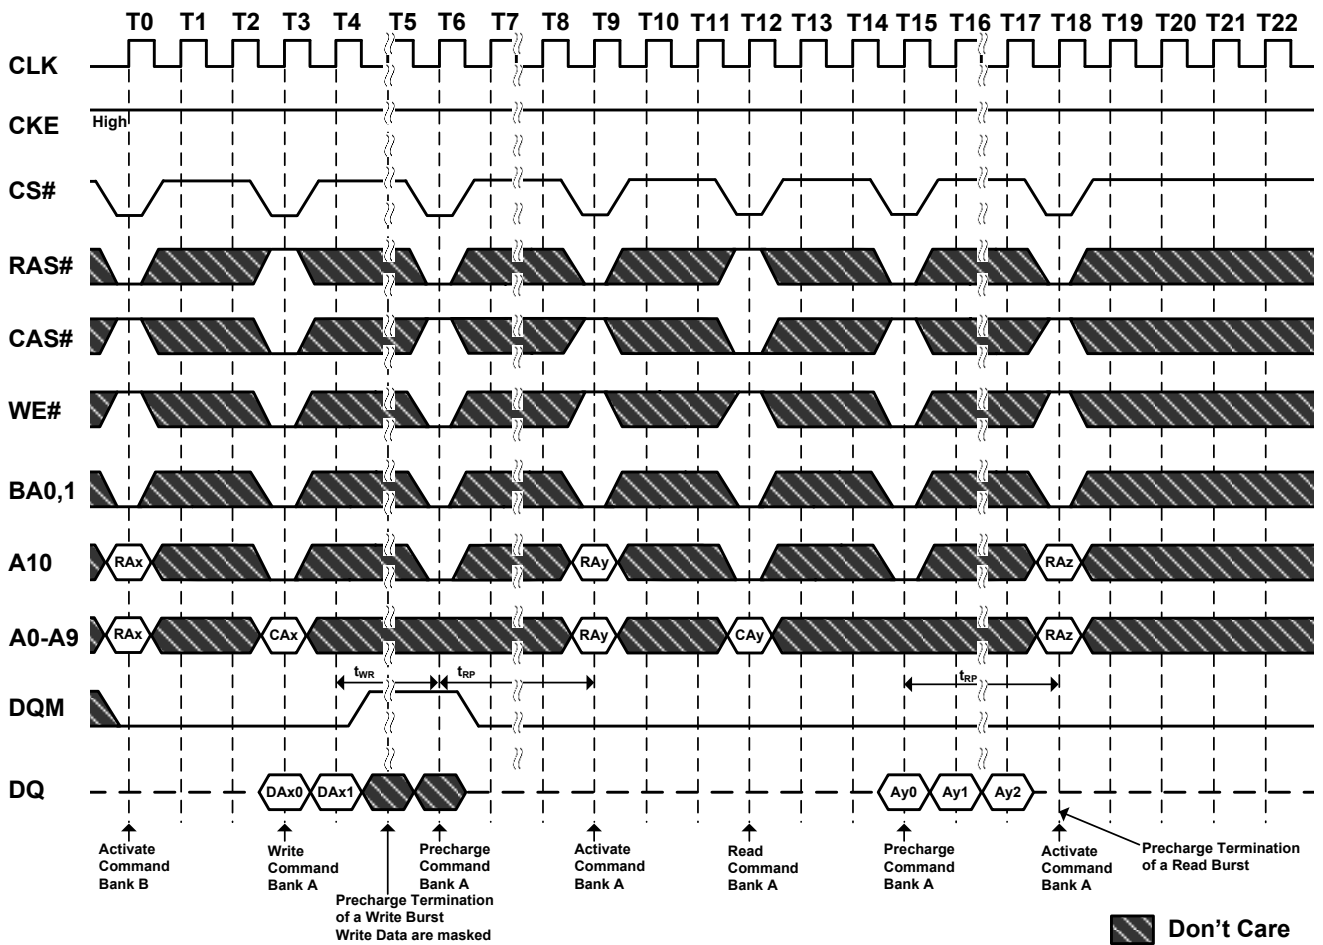 T0 T1 T2 T3 T4 T5 T6 T7 T8 T9 T10 T11 T12 T13 T14 T15 T16 T17 T18 T19 T20 T21 T22
CLK
CKE High
CS#
RAS#
CAS#
WE#
BA0,1
A10 RAx RAy RAz
A0-A9 RAx CAx RAy CAy RAz
tWR tRP tRP
DQM
DQ DAx0 DAx1 Ay0 Ay1 Ay2
Activate
Command
Bank B
Write
Command
Bank A
Precharge Termination
of a Write Burst
Write Data are masked
Precharge
Command
Bank A
Activate
Command
Bank A
Read
Command
Bank A
Precharge
Command
Bank A
Activate
Command
Bank A
Precharge Termination
of a Read Burst
Don't Care